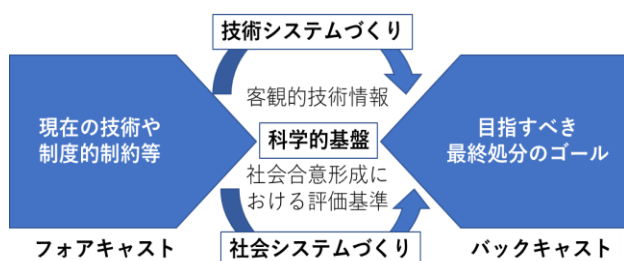 技術システムづくり
客観的技術情報
現在の技術や
制度的制約等
科学的基盤
目指すべき
最終処分のゴール
社会合意形成に
おける評価基準
フォアキャスト
社会システムづくり
バックキャスト